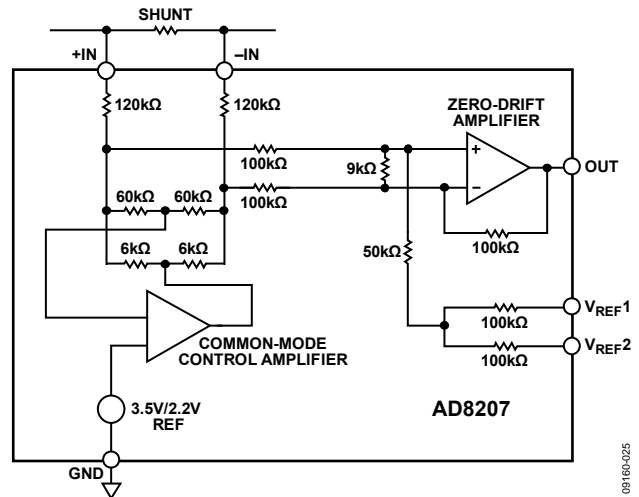 SHUNT
+IN
–IN
120kΩ
120kΩ
ZERO-DRIFT
AMPLIFIER
100kΩ
9kΩ
+
–
OUT
100kΩ
60kΩ
60kΩ
6kΩ
6kΩ
50kΩ
100kΩ
100kΩ
VREF1
100kΩ
VREF2
COMMON-MODE
CONTROL AMPLIFIER
3.5V/2.2V
REF
AD8207
GND
09160-025